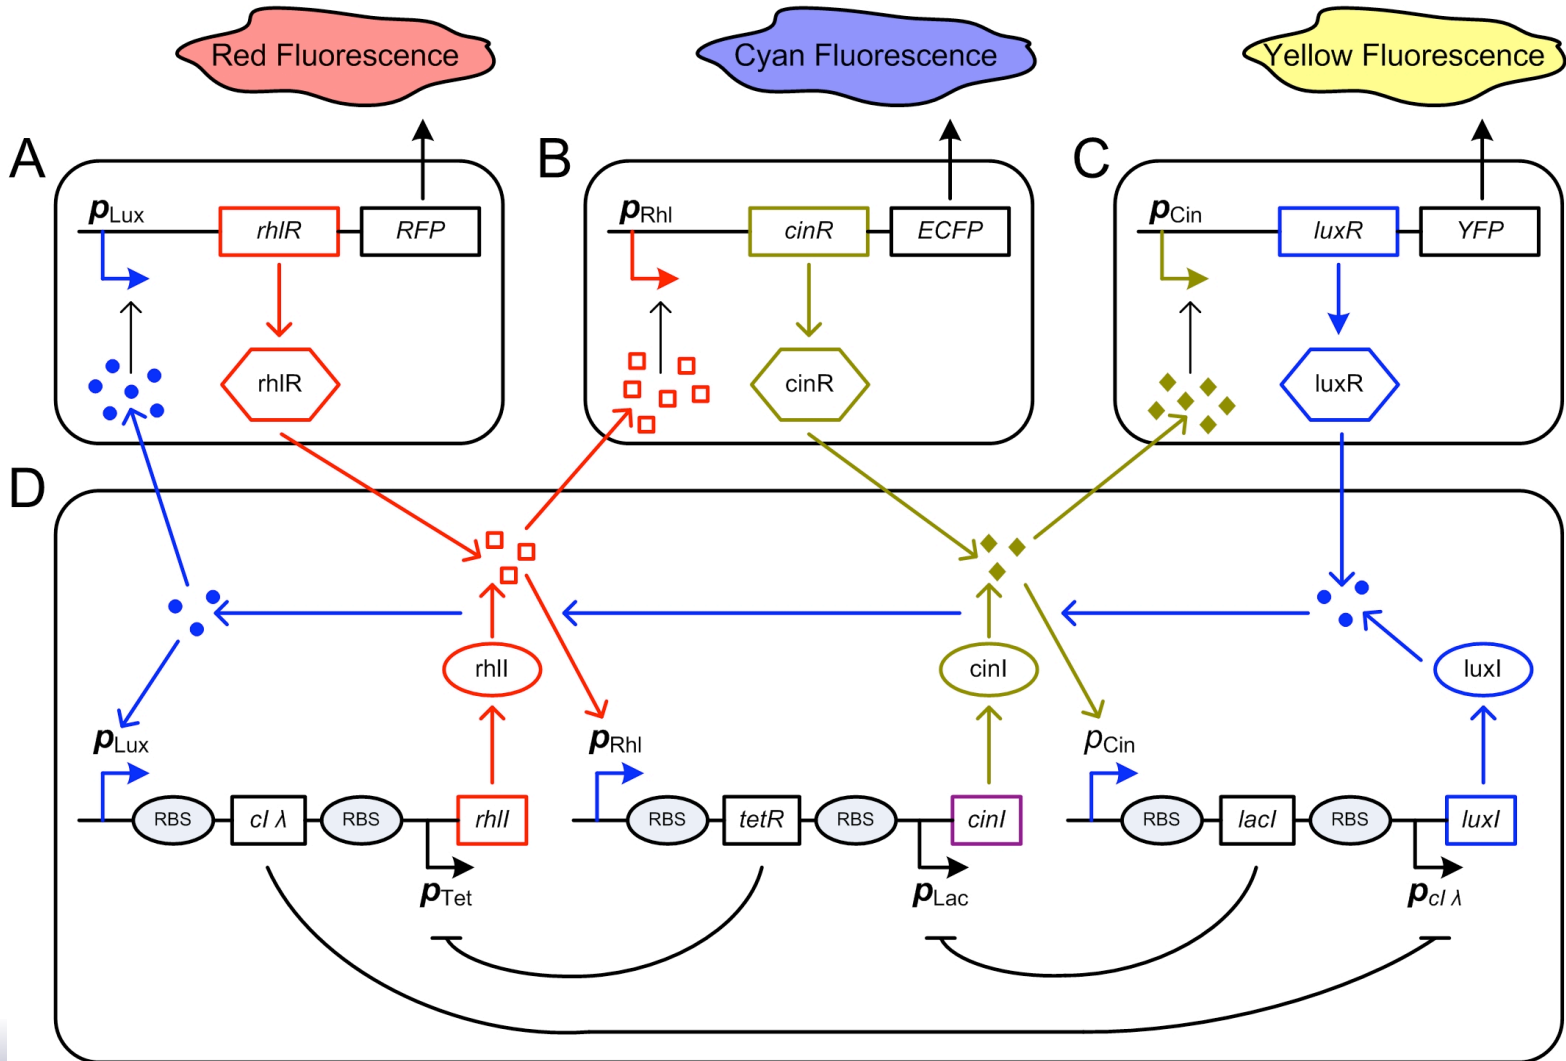 Red Fluorescence
Cyan Fluorescence
Yellow Fluorescence
A
B
C
pLux
rhlR
RFP
pRhl
cinR
ECFP
pCin
luxR
YFP
rhlR
cinR
luxR
D
rhlI
cinI
luxI
pLux
pRhl
pCin
RBS
cI λ
RBS
rhlI
RBS
tetR
RBS
cinI
RBS
lacI
RBS
luxI
pTet
pLac
pcI λ